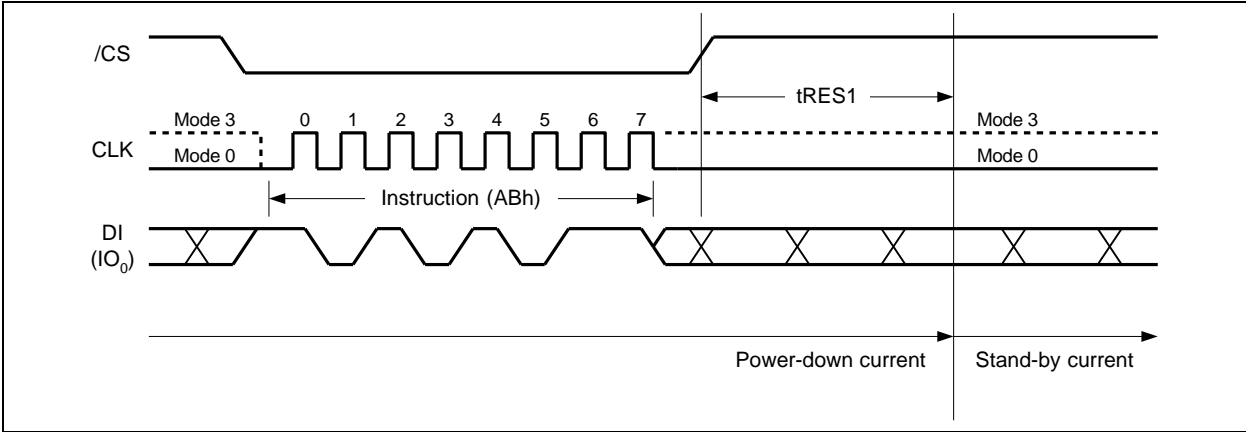 /CS
tRES1
Mode 3 0 1 2 3 4 5 6 7 Mode 3
CLK
Mode 0 Mode 0
Instruction (ABh)
DI
(IO₀)
Power-down current Stand-by current